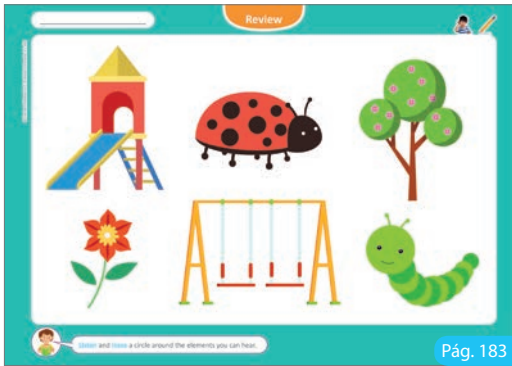 Review
Listen and trace a circle around the elements you can hear.
Pág. 183